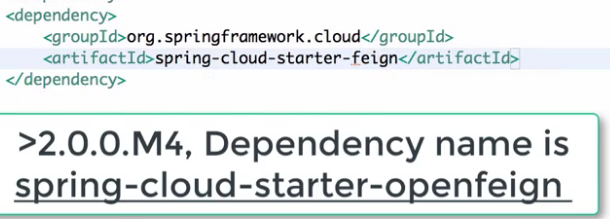 <dependency>
<groupId>org.springframework.cloud</groupId>
<artifactId>spring-cloud-starter-feign</artifactId>
</dependency>
>2.0.0.M4, Dependency name is
spring-cloud-starter-openfeign